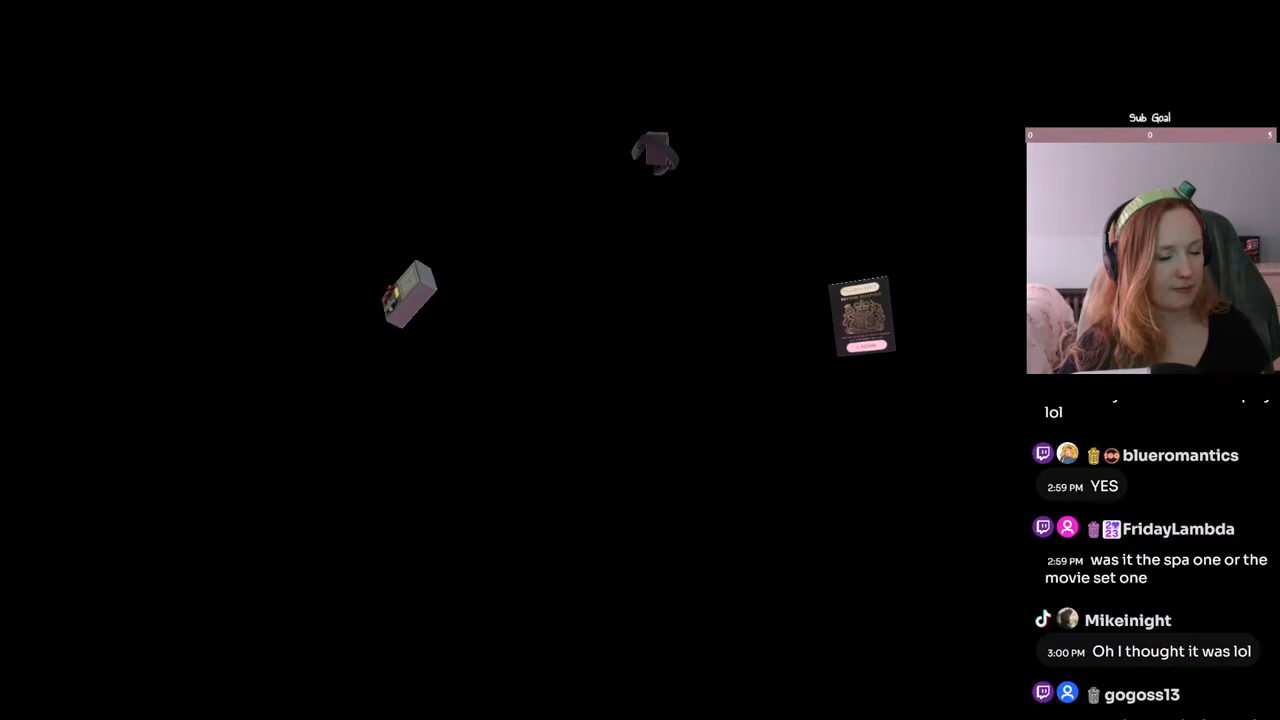 Sub Goal
0 0 5
lol
blueromantics
2:59 PM YES
FridayLambda
2:59 PM was it the spa one or the
movie set one
Mikeinight
3:00 PM Oh I thought it was lol
gogoss13